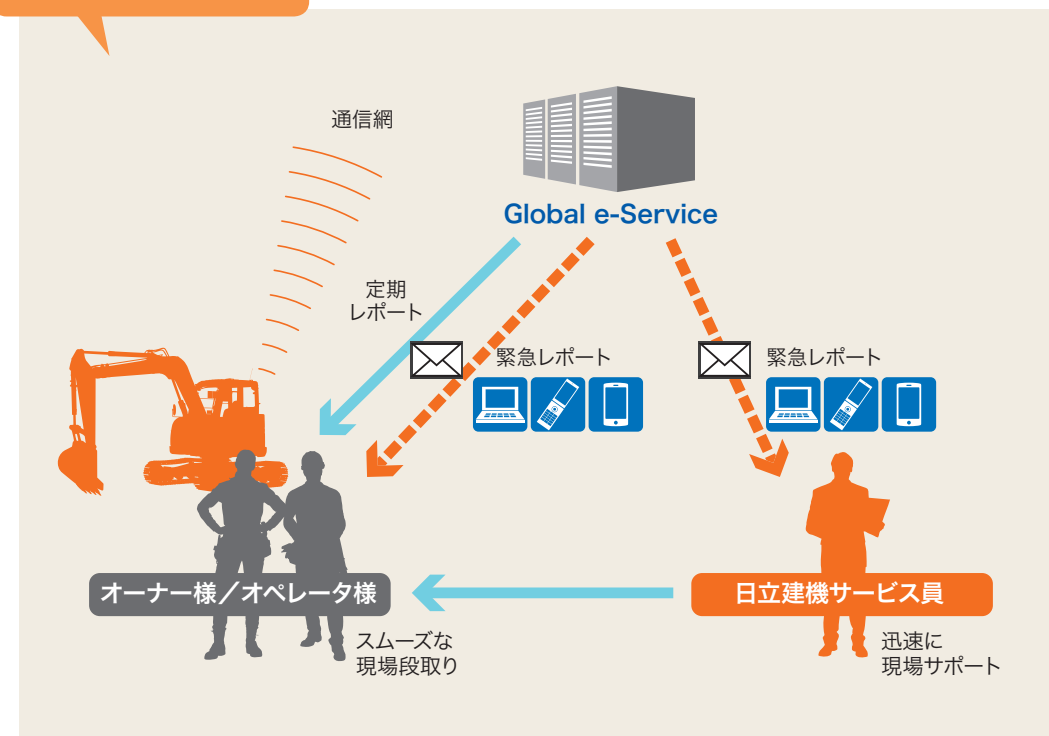 通信網
Global e-Service
定期
レポート
緊急レポート
緊急レポート
オーナー様／オペレータ様
日立建機サービス員
スムーズな
現場段取り
迅速に
現場サポート